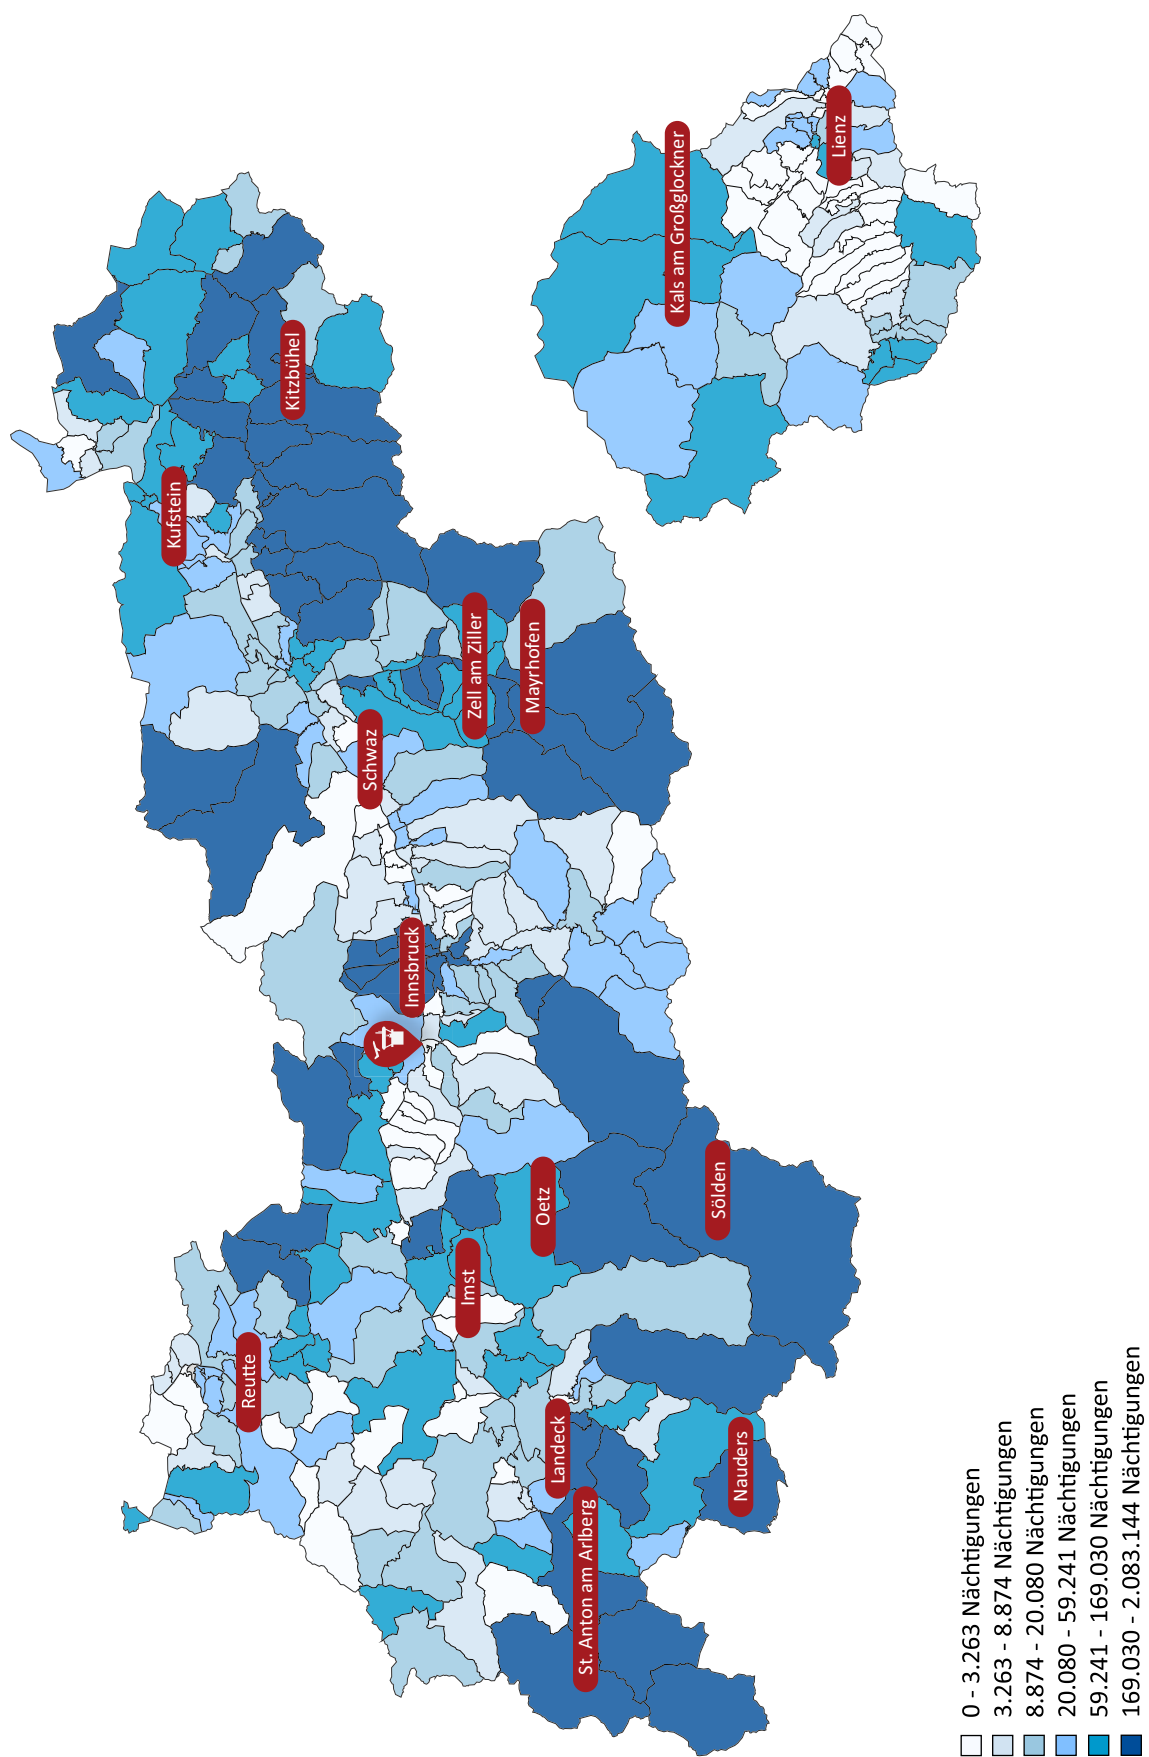 Kufstein
Kitzbühel
Reutte
Schwaz
Innsbruck
Zell am Ziller
Mayrhofen
Imst
Oetz
Landeck
St. Anton am Arlberg
Sölden
Nauders
Kals am Großglockner
Lienz
0 - 3.263 Nächtigungen
3.263 - 8.874 Nächtigungen
8.874 - 20.080 Nächtigungen
20.080 - 59.241 Nächtigungen
59.241 - 169.030 Nächtigungen
169.030 - 2.083.144 Nächtigungen